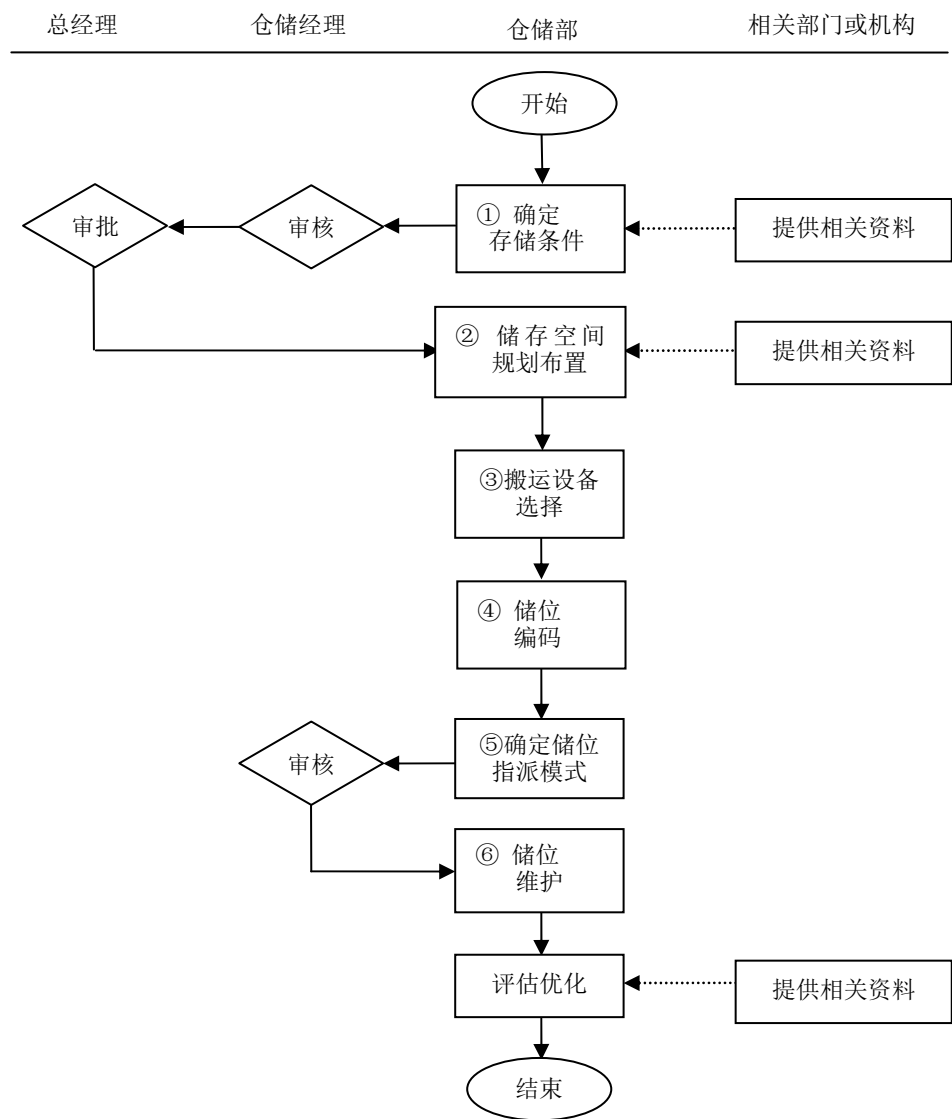 总经理 仓储经理 仓储部 相关部门或机构
开始
审批 审核 ① 确定 提供相关资料
存储条件
② 储存空间 提供相关资料
规划布置
③搬运设备
选择
④ 储位
编码
审核 ⑤确定储位
指派模式
⑥ 储位
维护
评估优化 提供相关资料
结束